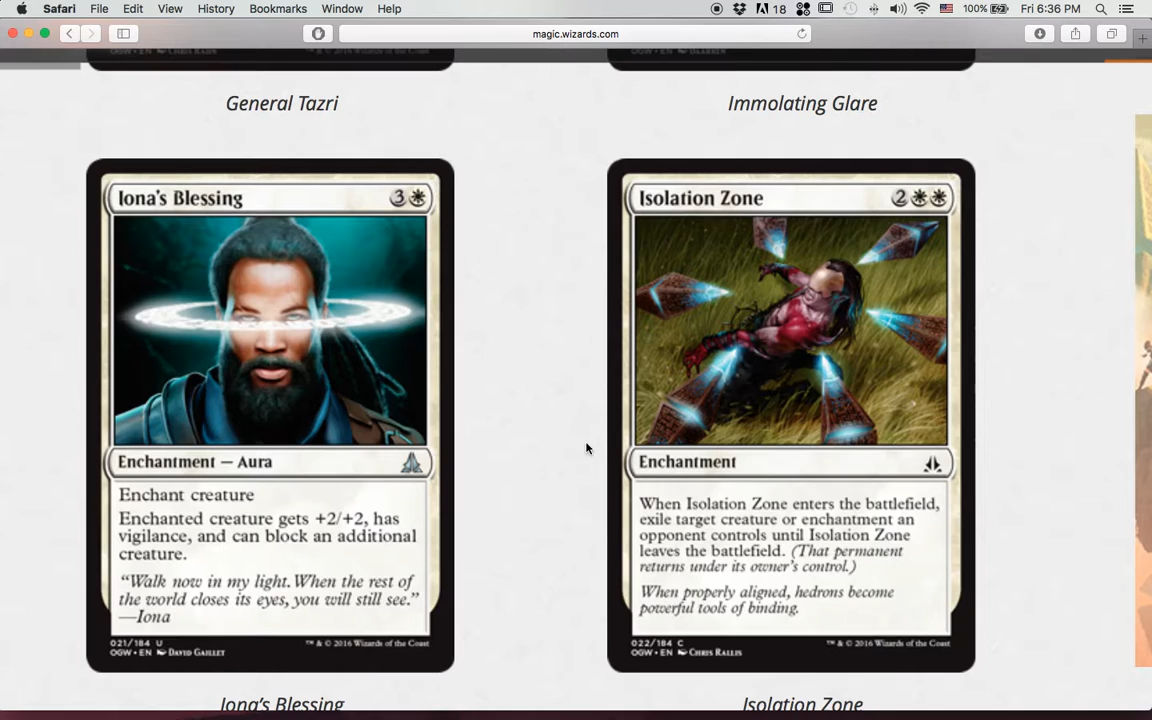 Safari File Edit View History Bookmarks Window Help 18 100% Fri 6:36 PM
magic.wizards.com
General Tazri Immolating Glare
Iona's Blessing 3
Enchantment — Aura
Enchant creature
Enchanted creature gets +2/+2, has
vigilance, and can block an additional
creature.
"Walk now in my light. When the rest of
the world closes its eyes, you will still see."
—Iona
021/184 U ™ & © 2016 Wizards of the Coast
OGW • EN DAVID GAILLET
Isolation Zone 2
Enchantment
When Isolation Zone enters the battlefield,
exile target creature or enchantment an
opponent controls until Isolation Zone
leaves the battlefield. (That permanent
returns under its owner's control.)
When properly aligned, hedrons become
powerful tools of binding.
022/184 C ™ & © 2016 Wizards of the Coast
OGW • EN CHRIS RALLIS
Iona's Blessing Isolation Zone